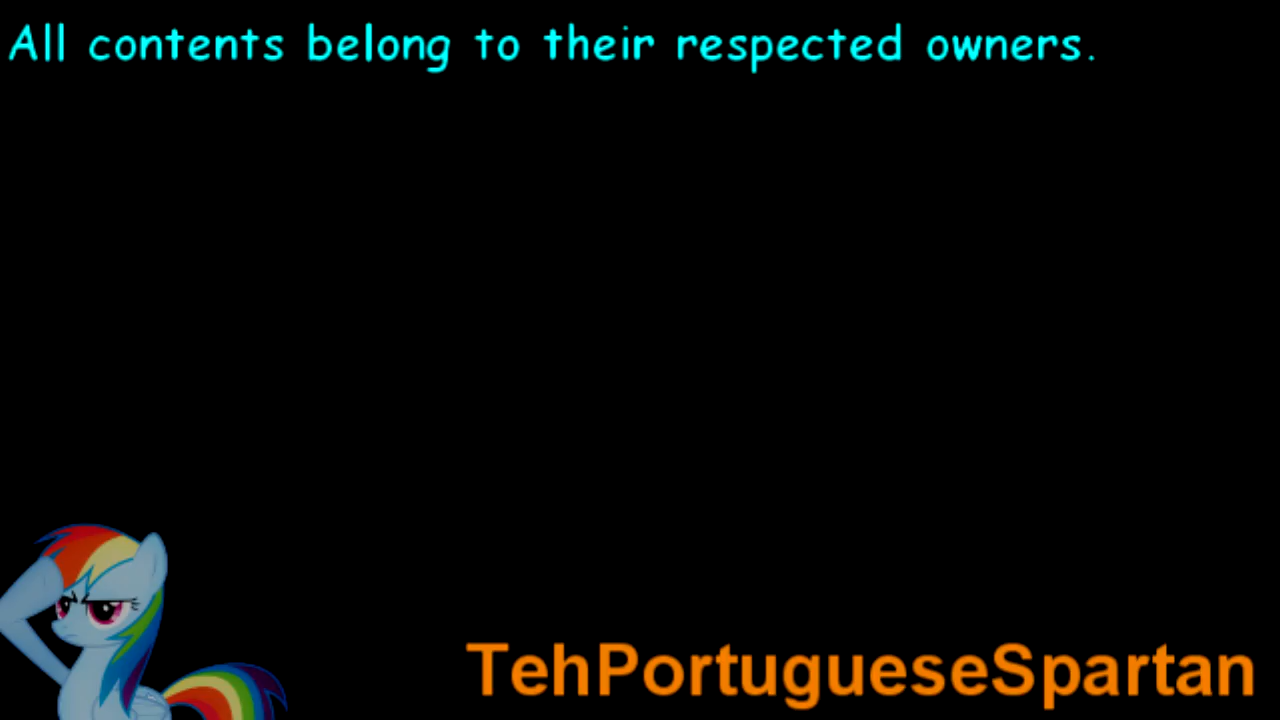 All contents belong to their respected owners.
TehPortugueseSpartan